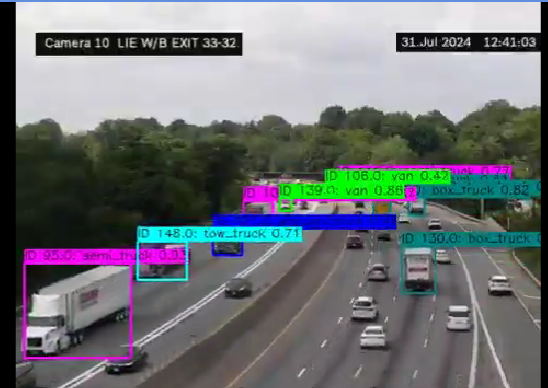 Camera 10 LIE W/B EXIT 33-32
31 Jul 2024 12:41:03
ID 106.0: van 0.42
ID 139.0: van 0.86
box_truck 0.82
ID 148.0: tow_truck 0.71
ID 130.0: box_truck
ID 95.0: semi_truck